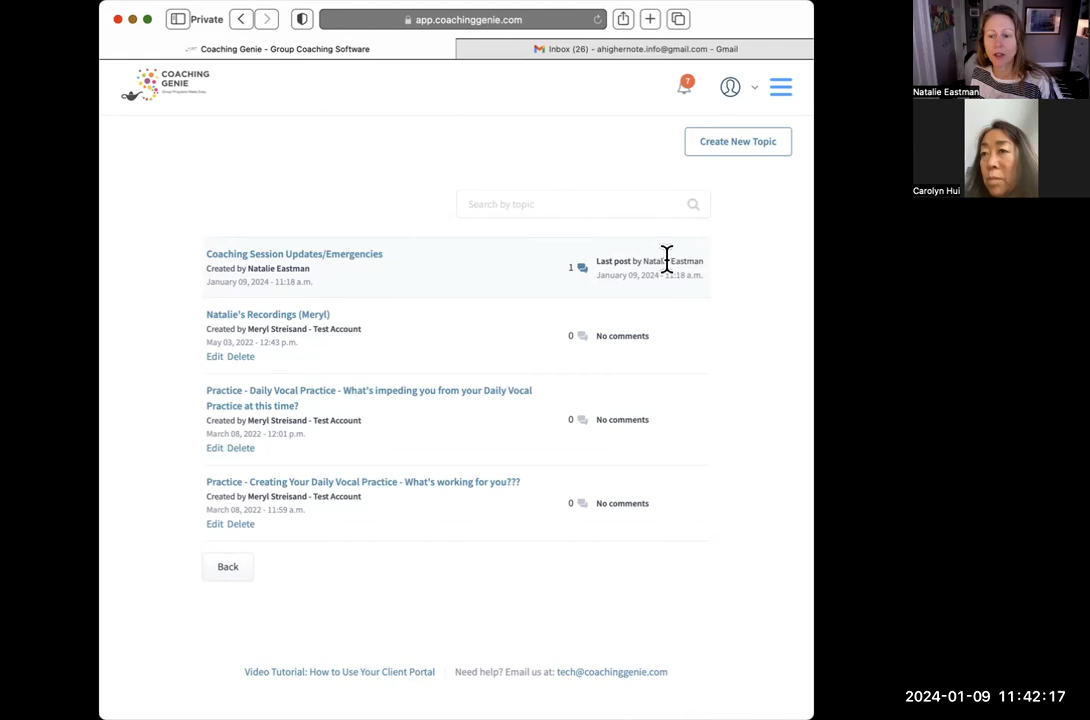 Private
app.coachinggenie.com
Coaching Genie - Group Coaching Software
Inbox (26) - ahighernote.info@gmail.com - Gmail
COACHING
GENIE
Group Programs Made Easy
7
Create New Topic
Search by topic
Coaching Session Updates/Emergencies
Created by Natalie Eastman
January 09, 2024 - 11:18 a.m.
1
Last post by Natalie Eastman
January 09, 2024 - 11:18 a.m.
Natalie's Recordings (Meryl)
Created by Meryl Streisand - Test Account
May 03, 2022 - 12:43 p.m.
Edit Delete
0 No comments
Practice - Daily Vocal Practice - What's impeding you from your Daily Vocal
Practice at this time?
Created by Meryl Streisand - Test Account
March 08, 2022 - 12:01 p.m.
Edit Delete
0 No comments
Practice - Creating Your Daily Vocal Practice - What's working for you???
Created by Meryl Streisand - Test Account
March 08, 2022 - 11:59 a.m.
Edit Delete
0 No comments
Back
Video Tutorial: How to Use Your Client Portal
Need help? Email us at: tech@coachinggenie.com
Natalie Eastman
Carolyn Hui
2024-01-09 11:42:17